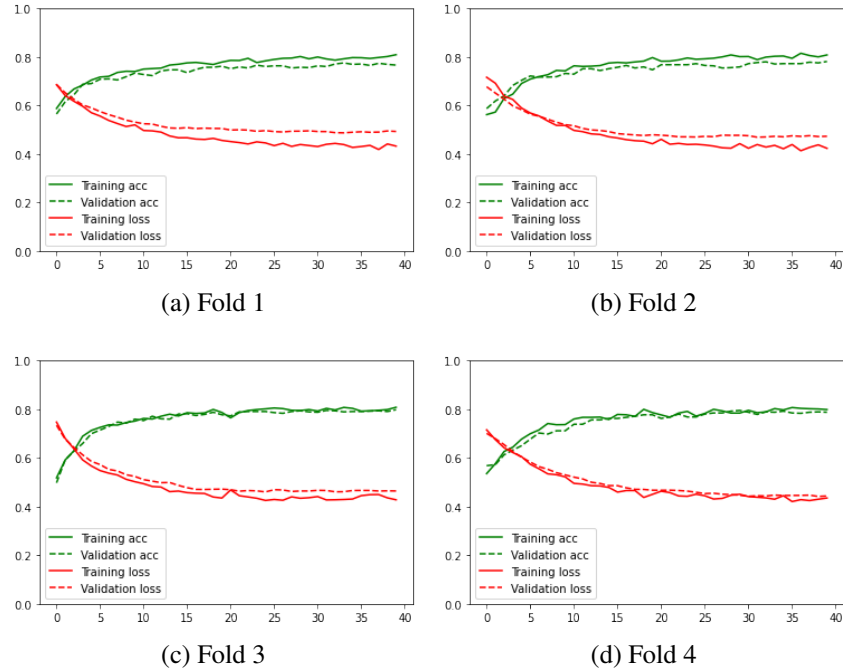 1.0
0.8
0.6
0.4
0.2
0.0
Training acc
Validation acc
Training loss
Validation loss
0 5 10 15 20 25 30 35 40
(a) Fold 1
1.0
0.8
0.6
0.4
0.2
0.0
Training acc
Validation acc
Training loss
Validation loss
0 5 10 15 20 25 30 35 40
(b) Fold 2
1.0
0.8
0.6
0.4
0.2
0.0
Training acc
Validation acc
Training loss
Validation loss
0 5 10 15 20 25 30 35 40
(c) Fold 3
1.0
0.8
0.6
0.4
0.2
0.0
Training acc
Validation acc
Training loss
Validation loss
0 5 10 15 20 25 30 35 40
(d) Fold 4